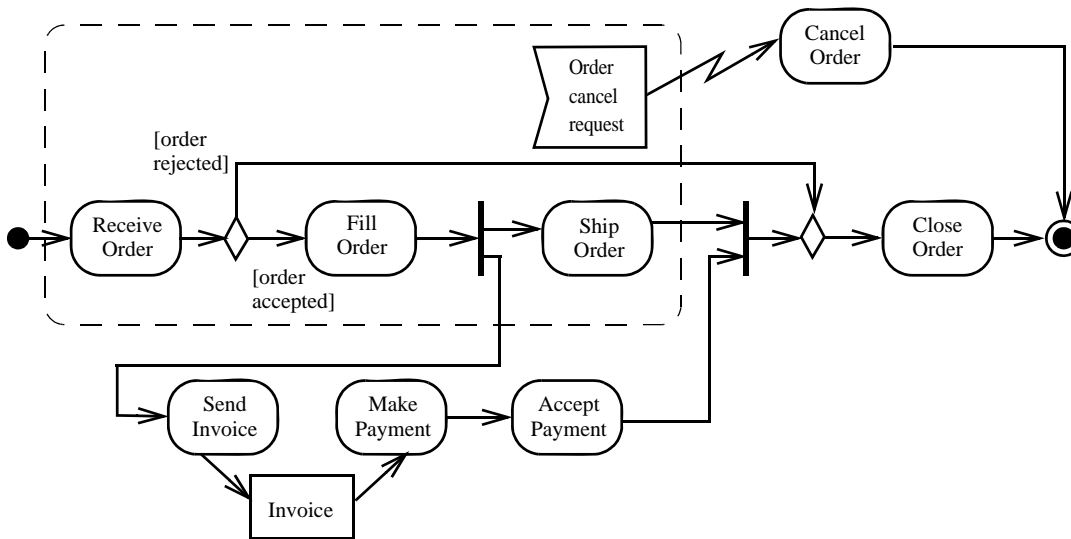 Cancel
Order
Order
cancel
request
[order
rejected]
Receive
Order
Fill
Order
Ship
Order
Close
Order
[order
accepted]
Send
Invoice
Make
Payment
Accept
Payment
Invoice